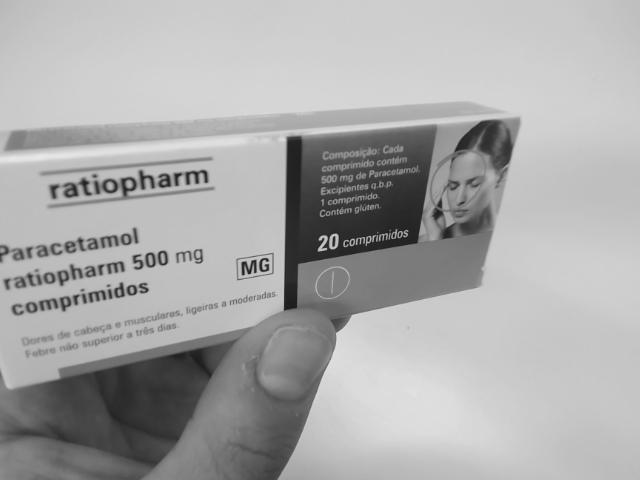 ratiopharm
Paracetamol
ratiopharm 500 mg
comprimidos
MG
Dores de cabeça e musculares, ligeiras a moderadas.
Febre não superior a três dias.
Composição: Cada
comprimido contém
500 mg de Paracetamol.
Excipientes q.b.p.
1 comprimido.
Contém glúten.
20 comprimidos